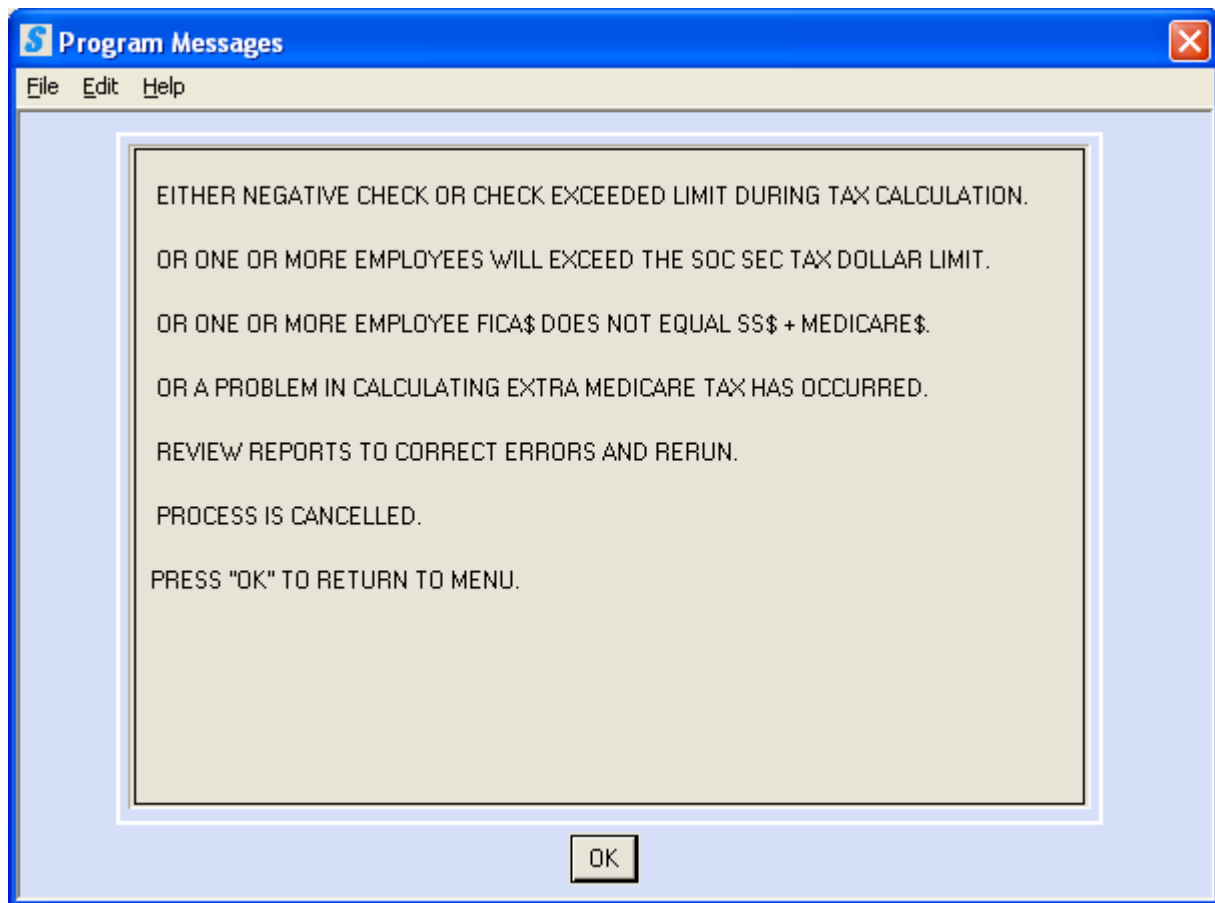 S Program Messages
File Edit Help
EITHER NEGATIVE CHECK OR CHECK EXCEEDED LIMIT DURING TAX CALCULATION.
OR ONE OR MORE EMPLOYEES WILL EXCEED THE SOC SEC TAX DOLLAR LIMIT.
OR ONE OR MORE EMPLOYEE FICA$ DOES NOT EQUAL SS$ + MEDICARE$.
OR A PROBLEM IN CALCULATING EXTRA MEDICARE TAX HAS OCCURRED.
REVIEW REPORTS TO CORRECT ERRORS AND RERUN.
PROCESS IS CANCELLED.
PRESS "OK" TO RETURN TO MENU.
OK